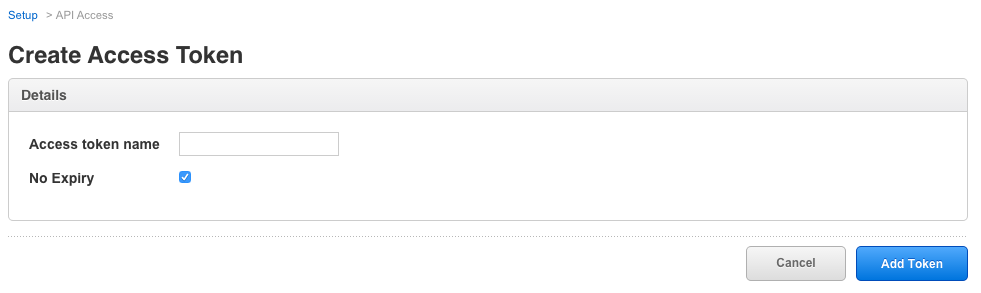 Setup > API Access
Create Access Token
Details
Access token name
No Expiry
Cancel Add Token